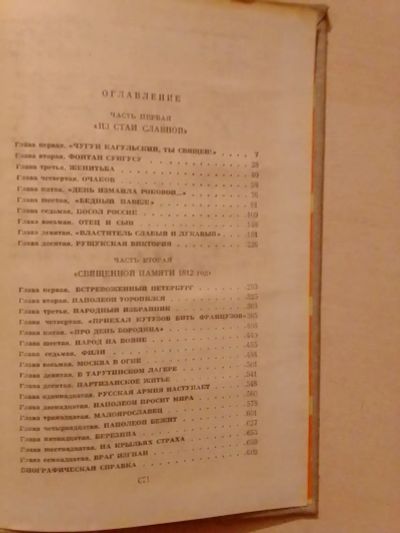 ОГЛАВЛЕНИЕ
ЧАСТЬ ПЕРВАЯ
«ИЗ СТАИ СЛАВНОЙ»
Глава первая. «ЧУГУН КАГУЛЬСКИЙ, ТЫ СВЯЩЕН!»
Глава вторая. ФОНТАН СУНГУСУ
Глава третья. ЖЕНИТЬБА
Глава четвертая. ОЧАКОВ
Глава пятая. «ДЕНЬ ИЗМАИЛА РОКОВОЙ...»
Глава шестая. «БЕДНЫЙ ПАВЕЛ!»
Глава седьмая. ПОСОЛ РОССИИ
Глава восьмая. ОТЕЦ И СЫН
Глава девятая. «ВЛАСТИТЕЛЬ СЛАБЫЙ И ЛУКАВЫЙ»
Глава десятая. РУЩУКСКАЯ ВИКТОРИЯ
ЧАСТЬ ВТОРАЯ
«СВЯЩЕННОЙ ПАМЯТИ 1812 год»
Глава первая. ВСТРЕВОЖЕННЫЙ ПЕТЕРБУРГ
Глава вторая. НАПОЛЕОН ТОРОПИЛСЯ
Глава третья. НАРОДНЫЙ ИЗБРАННИК
Глава четвертая. «ПРИЕХАЛ КУТУЗОВ БИТЬ ФРАНЦУЗОВ»
Глава пятая. «ПРО ДЕНЬ БОРОДИНА»
Глава шестая. НАРОД НА ВОЙНЕ
Глава седьмая. ФИЛИ
Глава восьмая. МОСКВА В ОГНЕ
Глава девятая. В ТАРУТИНСКОМ ЛАГЕРЕ
Глава десятая. ПАРТИЗАНСКОЕ ЖИТЬЕ
Глава одиннадцатая. РУССКАЯ АРМИЯ НАСТУПАЕТ
Глава двенадцатая. НАПОЛЕОН ПРОСИТ МИРА
Глава тринадцатая. МАЛОЯРОСЛАВЕЦ
Глава четырнадцатая. НАПОЛЕОН БЕЖИТ
Глава пятнадцатая. БЕРЕЗИНА
Глава шестнадцатая. НА КРЫЛЬЯХ СТРАХА
Глава семнадцатая. ВРАГ ИЗГНАН
БИОГРАФИЧЕСКАЯ СПРАВКА